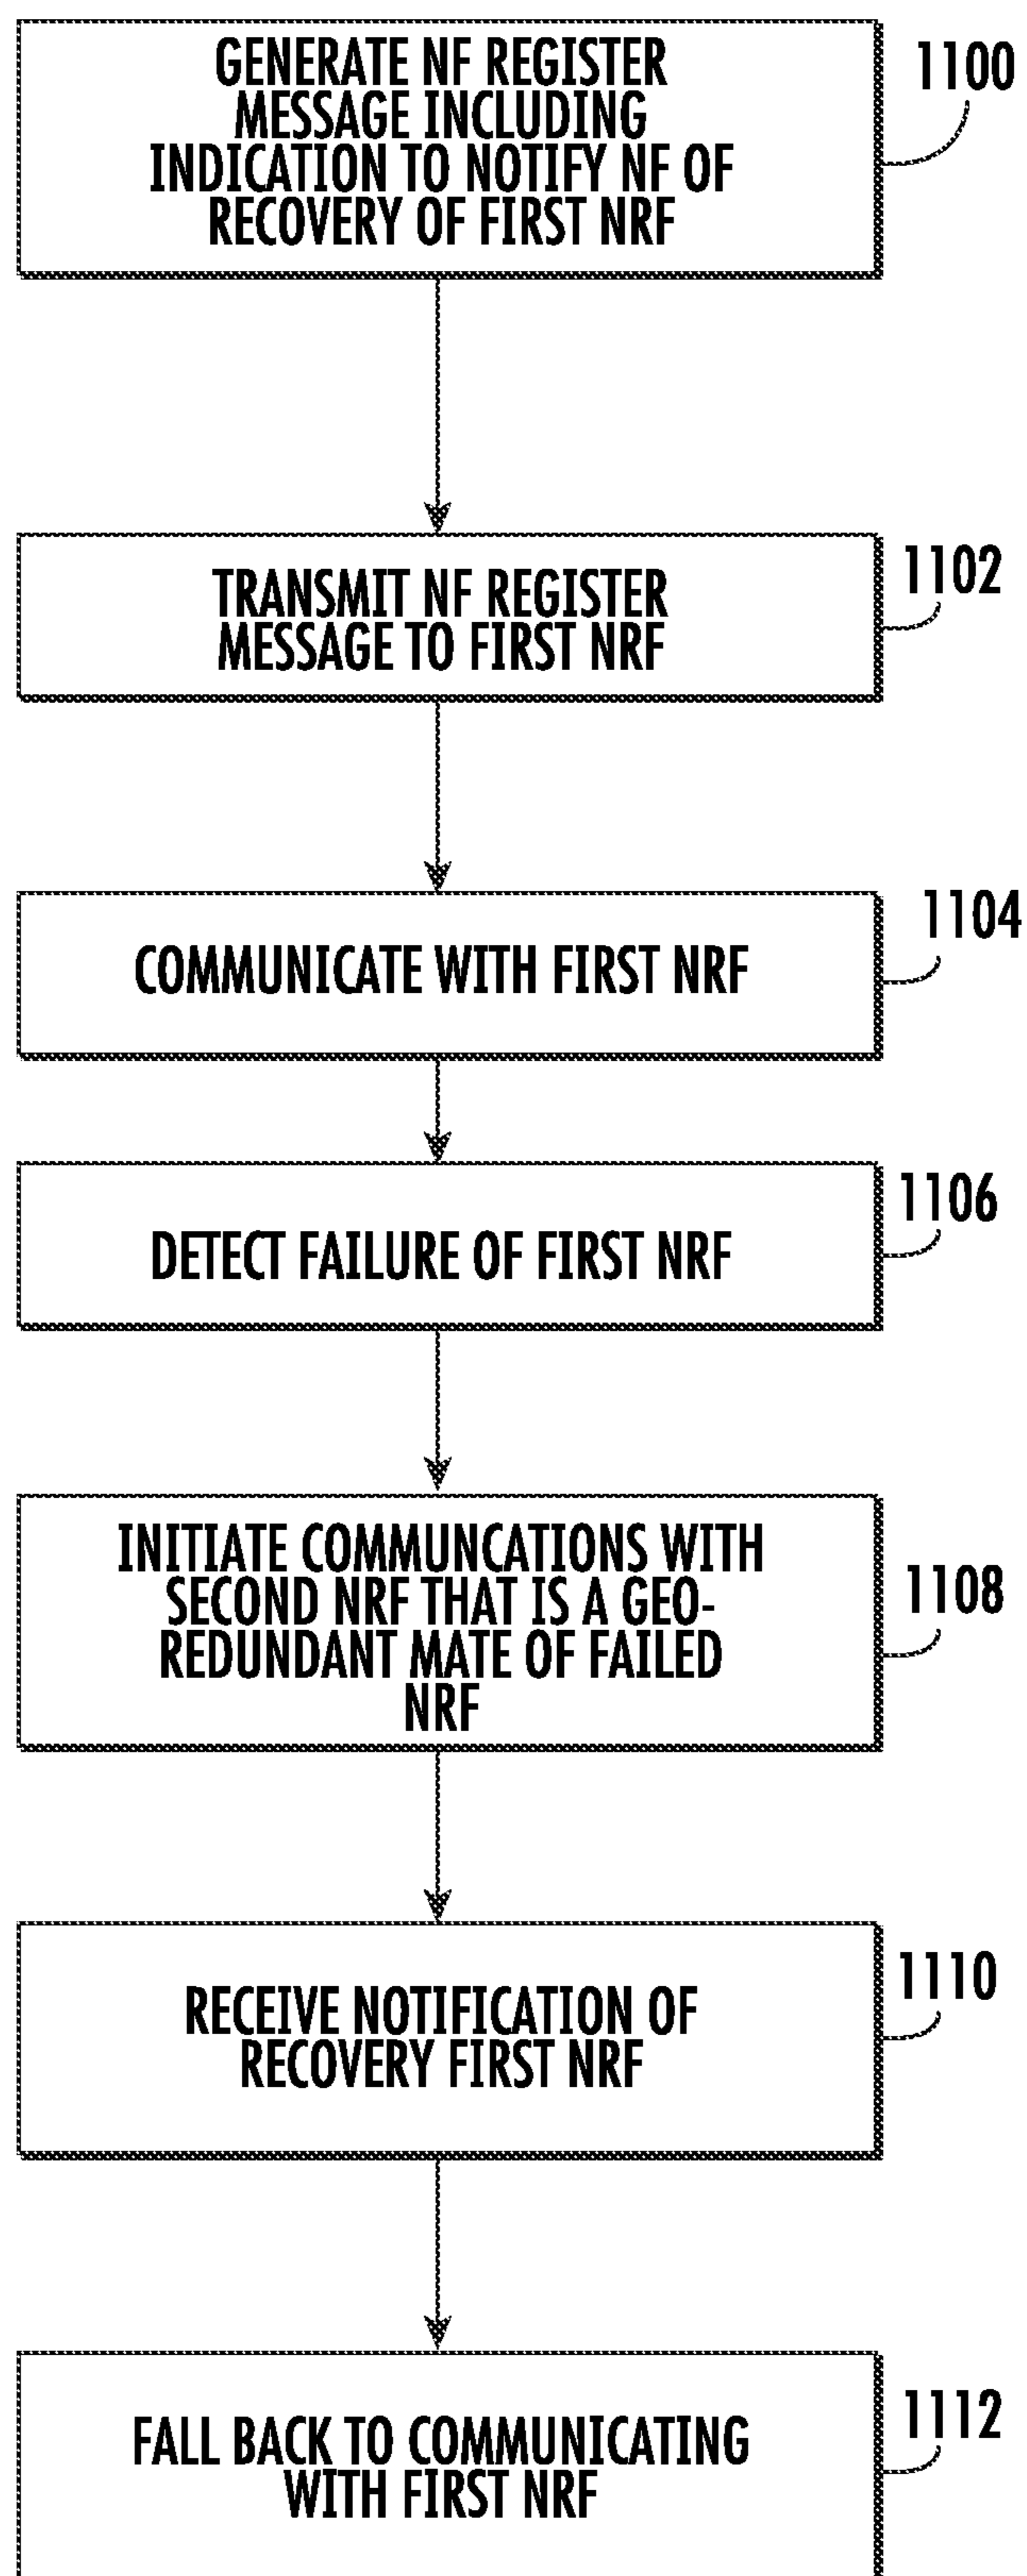 GENERATE NF REGISTER
MESSAGE INCLUDING
INDICATION TO NOTIFY NF OF
RECOVERY OF FIRST NRF
1100
TRANSMIT NF REGISTER
MESSAGE TO FIRST NRF
1102
COMMUNICATE WITH FIRST NRF
1104
DETECT FAILURE OF FIRST NRF
1106
INITIATE COMMUNCATIONS WITH
SECOND NRF THAT IS A GEO-
REDUNDANT MATE OF FAILED
NRF
1108
RECEIVE NOTIFICATION OF
RECOVERY FIRST NRF
1110
FALL BACK TO COMMUNICATING
WITH FIRST NRF
1112